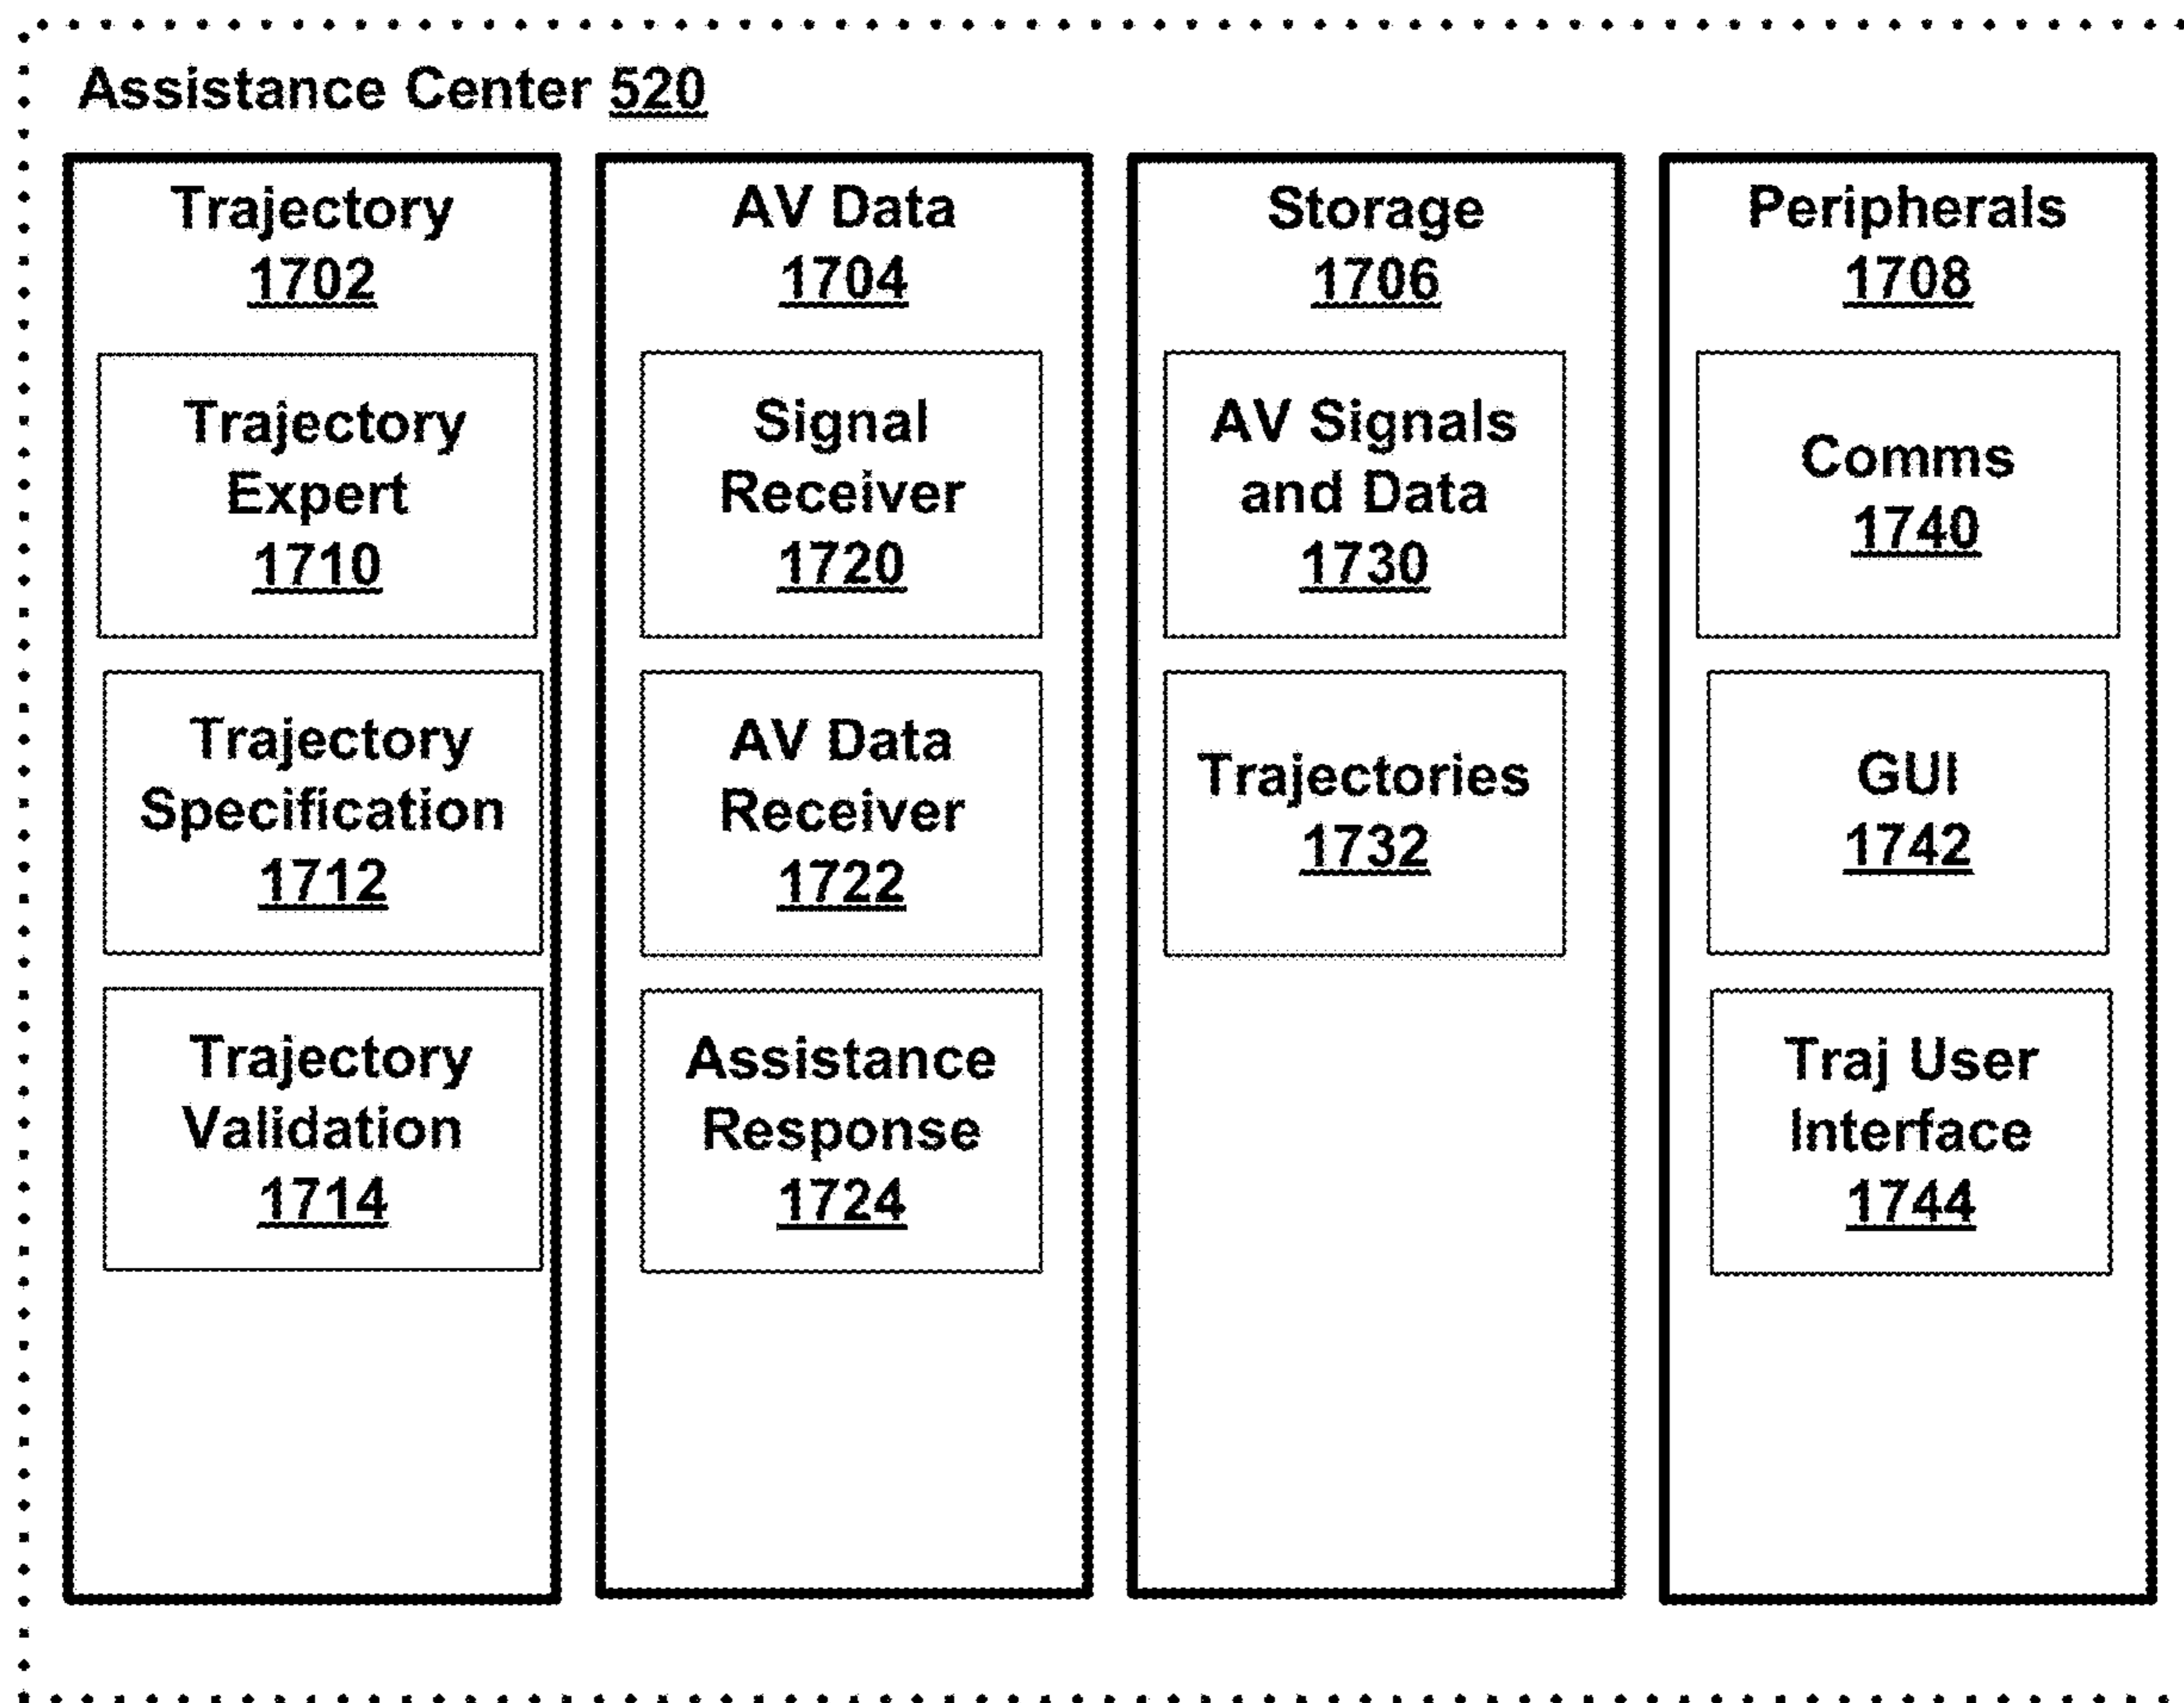 Assistance Center 520
Trajectory
1702
Trajectory
Expert
1710
Trajectory
Specification
1712
Trajectory
Validation
1714
AV Data
1704
Signal
Receiver
1720
AV Data
Receiver
1722
Assistance
Response
1724
Storage
1706
AV Signals
and Data
1730
Trajectories
1732
Peripherals
1708
Comms
1740
GUI
1742
Traj User
Interface
1744